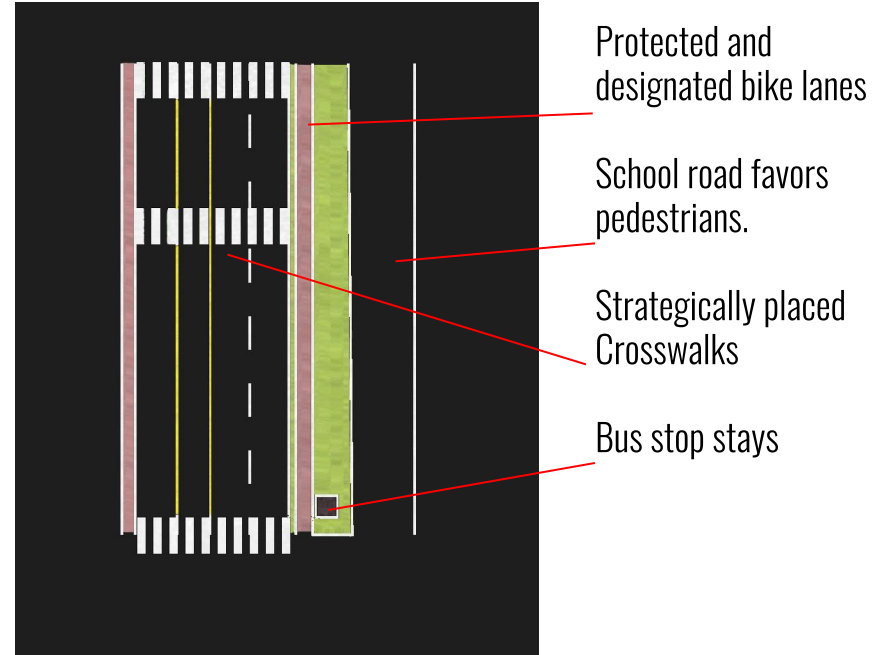 Protected and
designated bike lanes
School road favors
pedestrians.
Strategically placed
Crosswalks
Bus stop stays